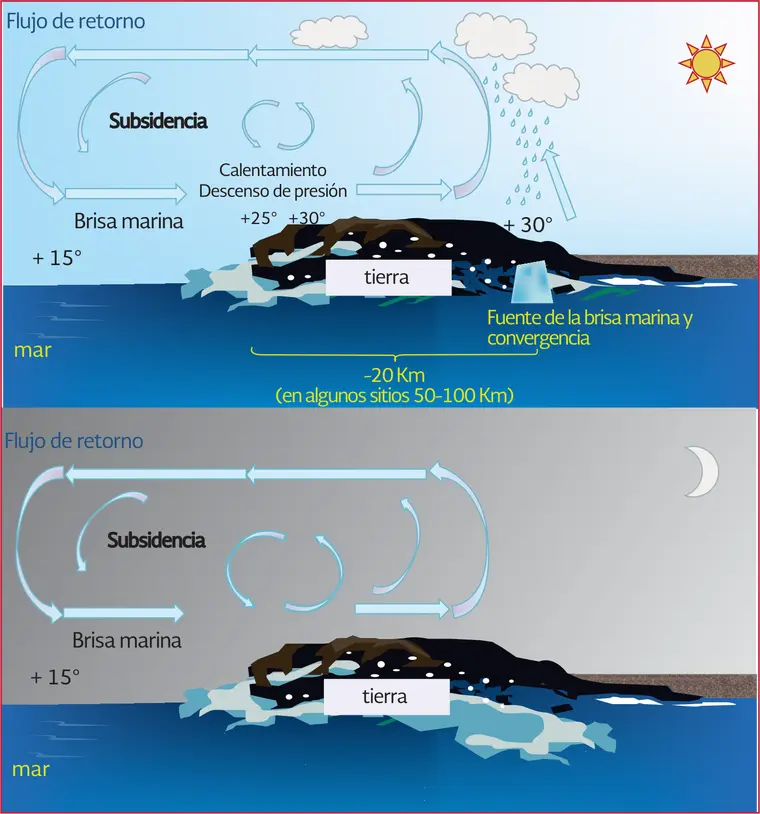 Flujo de retorno
Subsidencia
Calentamiento
Descenso de presión
Brisa marina
+25° +30°
+ 30°
+ 15°
tierra
Fuente de la brisa marina y
convergencia
mar
-20 Km
(en algunos sitios 50-100 Km)
Flujo de retorno
Subsidencia
Brisa marina
+ 15°
tierra
mar